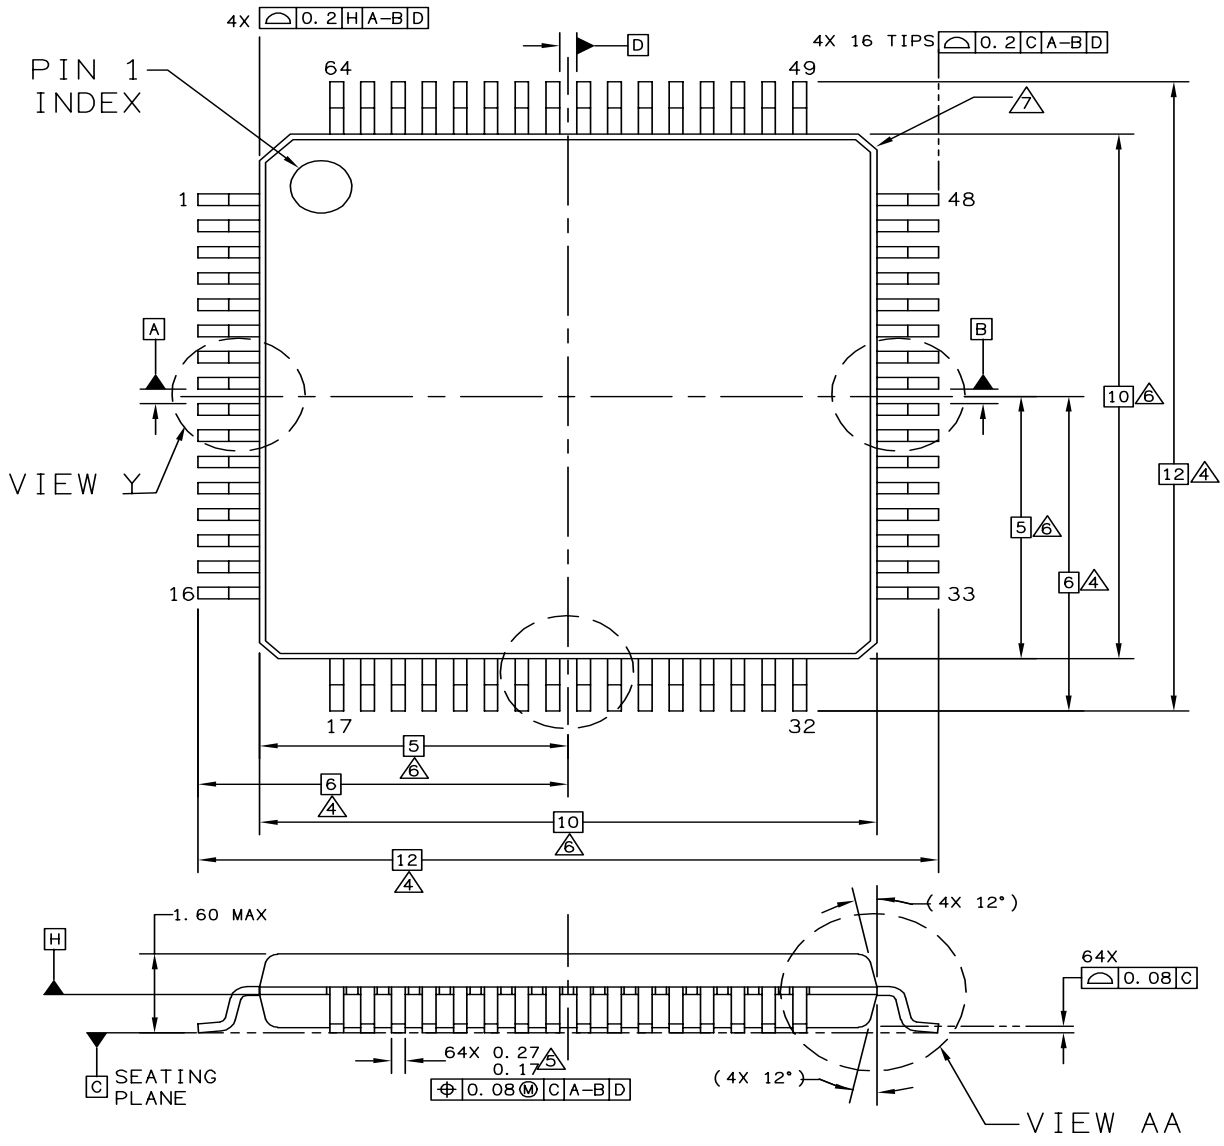 4X 0.2 H A-B D
D
4X 16 TIPS 0.2 C A-B D
PIN 1
INDEX
64
49
7
1
48
A
B
10 6
12 4
VIEW Y
5 6
6 4
16
33
17
32
5
6
6
4
10
6
12
4
1.60 MAX
(4X 12°)
H
64X
0.08 C
64X 0.27
0.17
5
0.08 Ⓜ C A-B D
(4X 12°)
C
SEATING
PLANE
VIEW AA